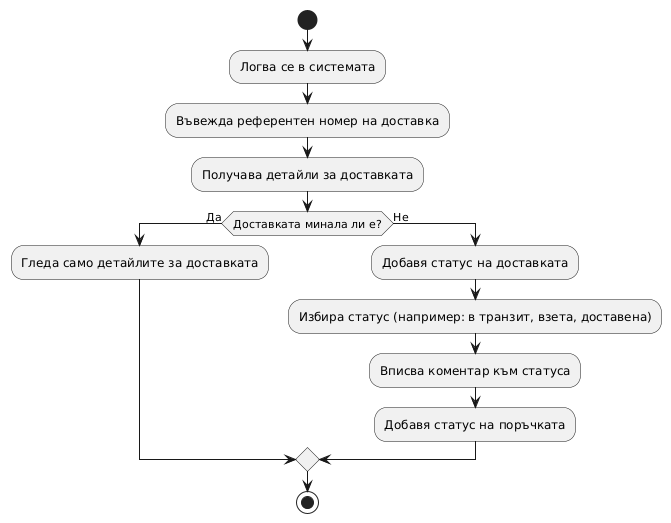 Логва се в системата
Въвежда референтен номер на доставка
Получава детайли за доставката
Да
Доставката минала ли е?
Не
Гледа само детайлите за доставката
Добавя статус на доставката
Избира статус (например: в транзит, взета, доставена)
Вписва коментар към статуса
Добавя статус на поръчката